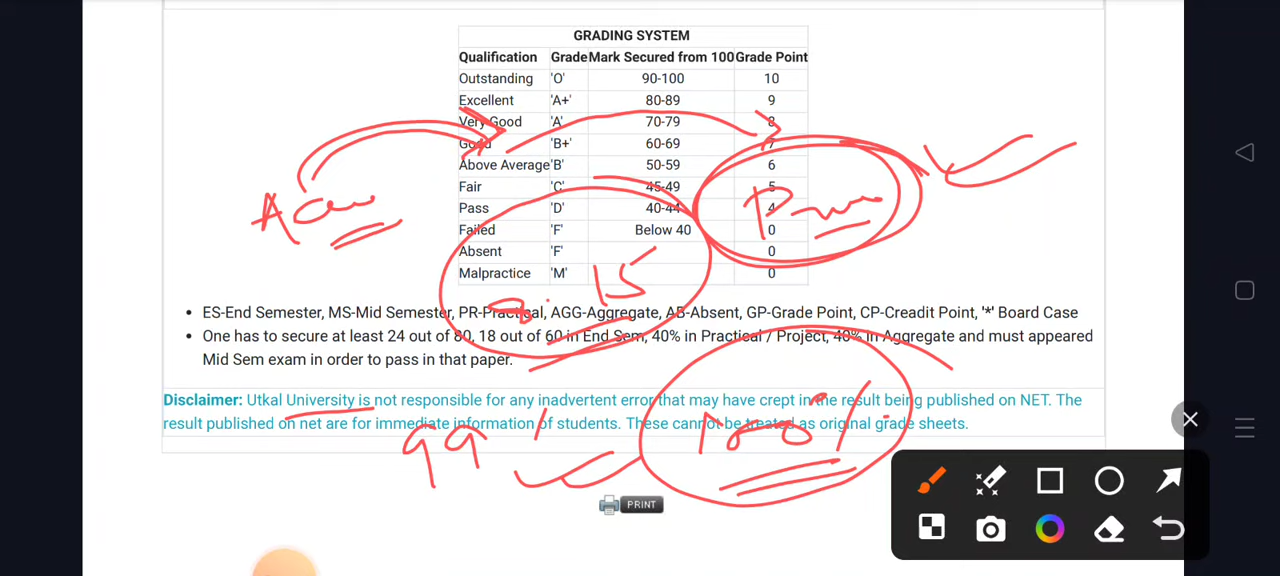 GRADING SYSTEM
Qualification Grade Mark Secured from 100 Grade Point
Outstanding 'O' 90-100 10
Excellent 'A+' 80-89 9
Very Good 'A' 70-79 8
Good 'B+' 60-69 7
Above Average 'B' 50-59 6
Fair 'C' 45-49 5
Pass 'D' 40-44 4
Failed 'F' Below 40 0
Absent 'F' 0
Malpractice 'M' 0
15
• ES-End Semester, MS-Mid Semester, PR-Practical, AGG-Aggregate, AB-Absent, GP-Grade Point, CP-Creadit Point, '*' Board Case
• One has to secure at least 24 out of 80, 18 out of 60 in End Sem, 40% in Practical / Project, 40% in Aggregate and must appeared
Mid Sem exam in order to pass in that paper.
Disclaimer: Utkal University is not responsible for any inadvertent error that may have crept in the result being published on NET. The
result published on net are for immediate information of students. These cannot be treated as original grade sheets.
99 100%
PRINT